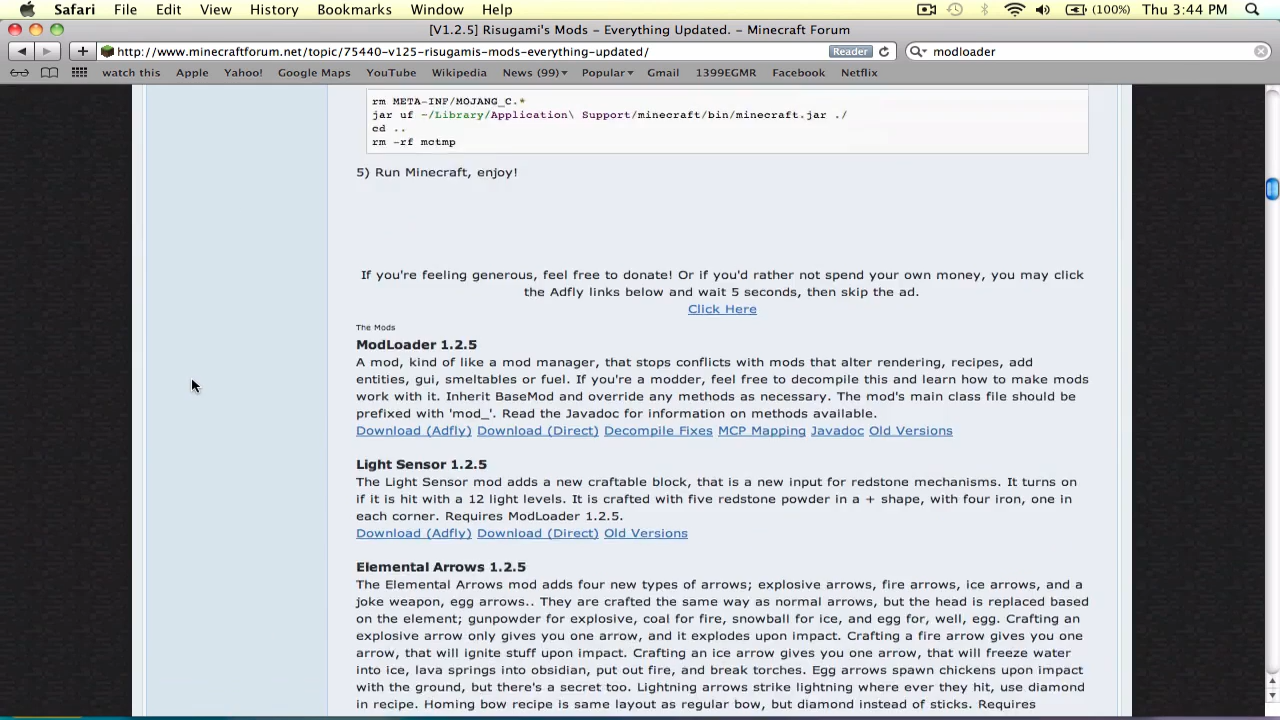 Safari File Edit View History Bookmarks Window Help (100%) Thu 3:44 PM
[V1.2.5] Risugami's Mods – Everything Updated. – Minecraft Forum
http://www.minecraftforum.net/topic/75440-v125-risugamis-mods-everything-updated/ Reader modloader
watch this Apple Yahoo! Google Maps YouTube Wikipedia News (99) Popular Gmail 1399EGMR Facebook Netflix
rm META-INF/MOJANG_C.*
jar uf ~/Library/Application\ Support/minecraft/bin/minecraft.jar ./
cd ..
rm -rf mctmp
5) Run Minecraft, enjoy!
If you're feeling generous, feel free to donate! Or if you'd rather not spend your own money, you may click
the Adfly links below and wait 5 seconds, then skip the ad.
Click Here
The Mods
ModLoader 1.2.5
A mod, kind of like a mod manager, that stops conflicts with mods that alter rendering, recipes, add
entities, gui, smeltables or fuel. If you're a modder, feel free to decompile this and learn how to make mods
work with it. Inherit BaseMod and override any methods as necessary. The mod's main class file should be
prefixed with 'mod_'. Read the Javadoc for information on methods available.
Download (Adfly) Download (Direct) Decompile Fixes MCP Mapping Javadoc Old Versions
Light Sensor 1.2.5
The Light Sensor mod adds a new craftable block, that is a new input for redstone mechanisms. It turns on
if it is hit with a 12 light levels. It is crafted with five redstone powder in a + shape, with four iron, one in
each corner. Requires ModLoader 1.2.5.
Download (Adfly) Download (Direct) Old Versions
Elemental Arrows 1.2.5
The Elemental Arrows mod adds four new types of arrows; explosive arrows, fire arrows, ice arrows, and a
joke weapon, egg arrows.. They are crafted the same way as normal arrows, but the head is replaced based
on the element; gunpowder for explosive, coal for fire, snowball for ice, and egg for, well, egg. Crafting an
explosive arrow only gives you one arrow, and it explodes upon impact. Crafting a fire arrow gives you one
arrow, that will ignite stuff upon impact. Crafting an ice arrow gives you one arrow, that will freeze water
into ice, lava springs into obsidian, put out fire, and break torches. Egg arrows spawn chickens upon impact
with the ground, but there's a secret too. Lightning arrows strike lightning where ever they hit, use diamond
in recipe. Homing bow recipe is same layout as regular bow, but diamond instead of sticks. Requires